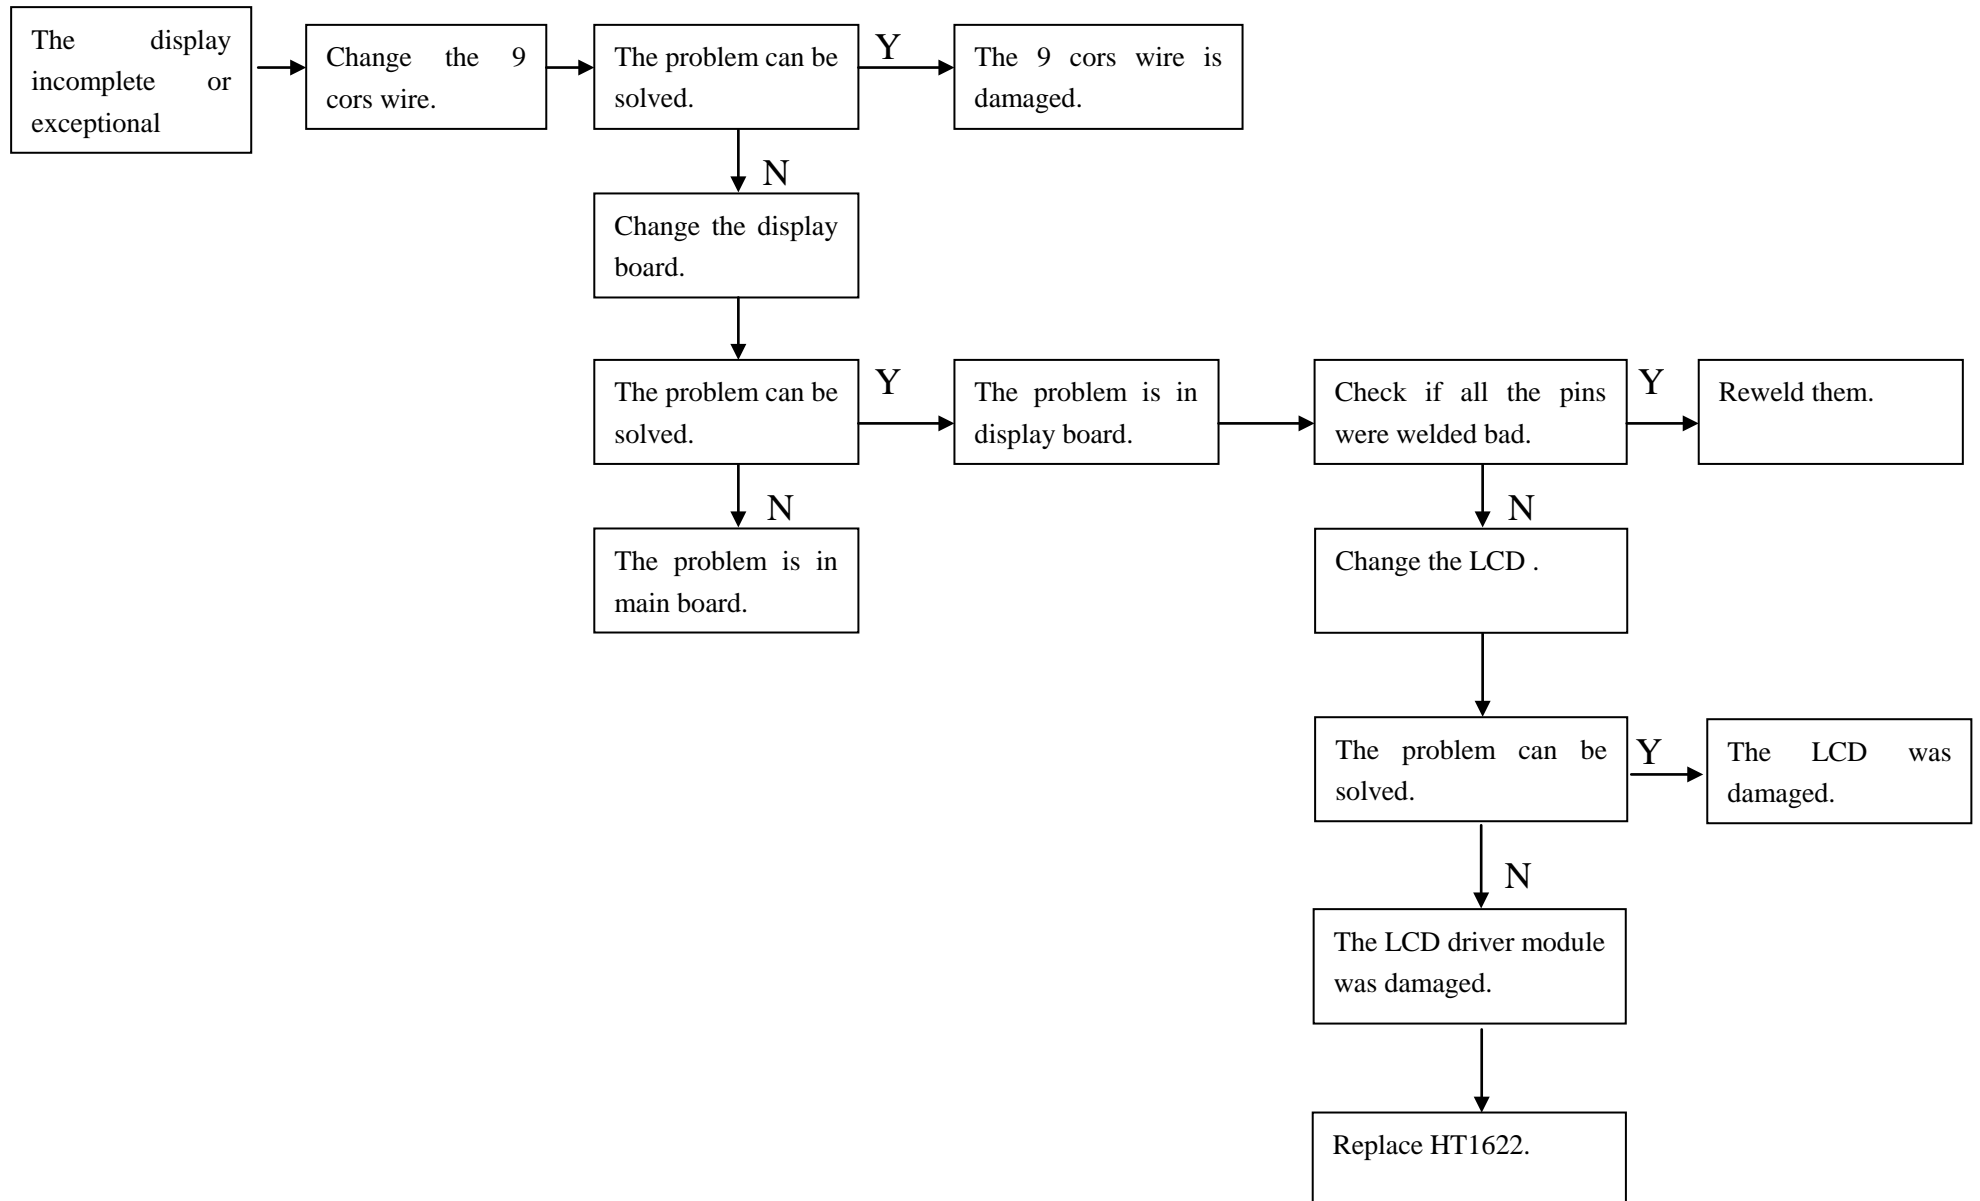 The display
incomplete or
exceptional
Change the 9
cors wire.
The problem can be
solved.
Y
The 9 cors wire is
damaged.
N
Change the display
board.
The problem can be
solved.
Y
The problem is in
display board.
Check if all the pins
were welded bad.
Y
Reweld them.
N
The problem is in
main board.
N
Change the LCD .
The problem can be
solved.
Y
The LCD was
damaged.
N
The LCD driver module
was damaged.
Replace HT1622.